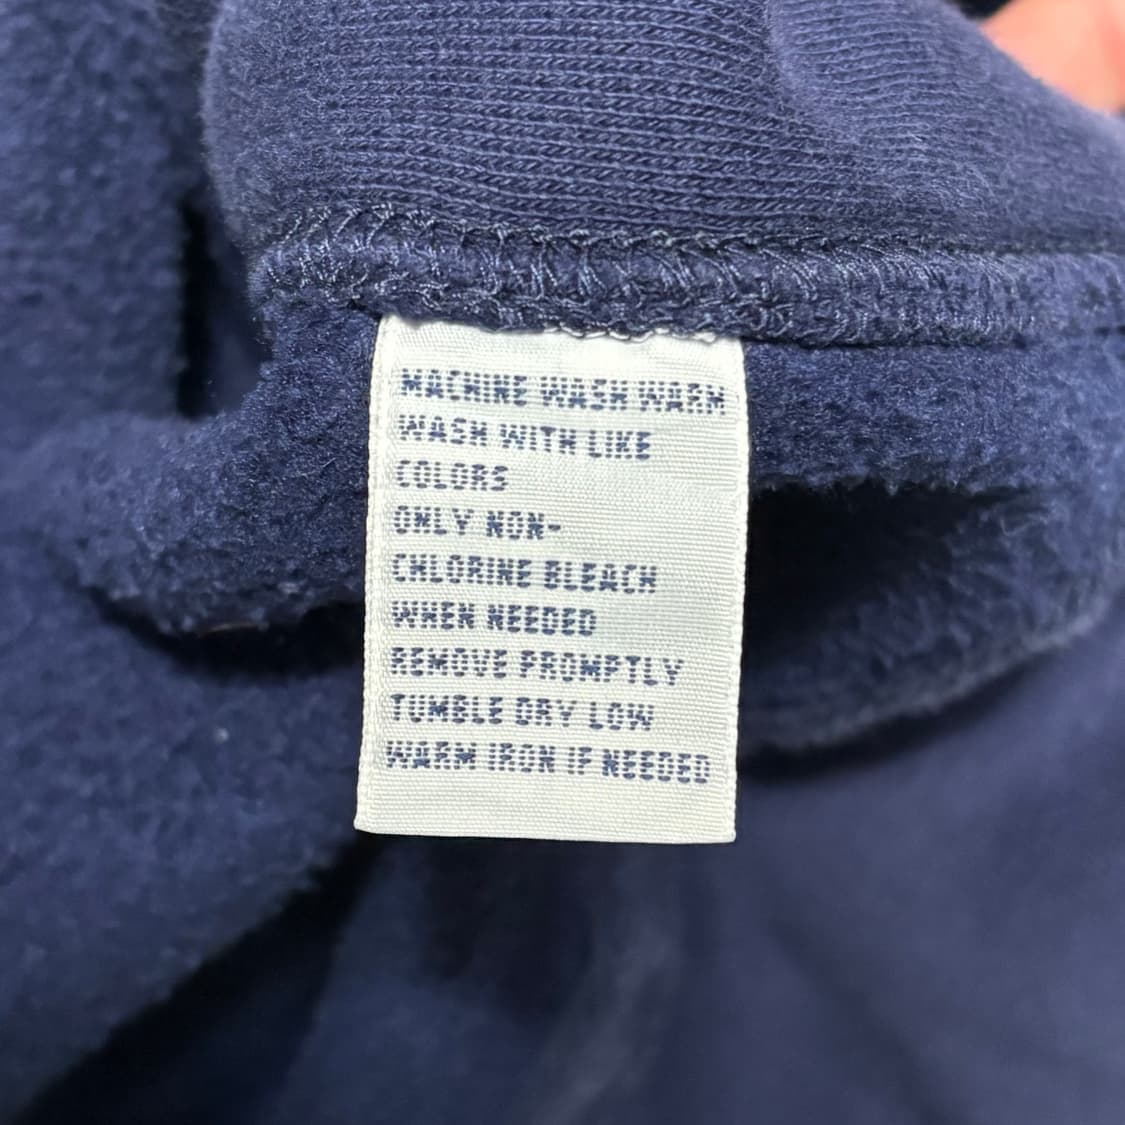 MACHINE WASH WARM
WASH WITH LIKE
COLORS
ONLY NON-
CHLORINE BLEACH
WHEN NEEDED
REMOVE PROMPTLY
TUMBLE DRY LOW
WARM IRON IF NEEDED